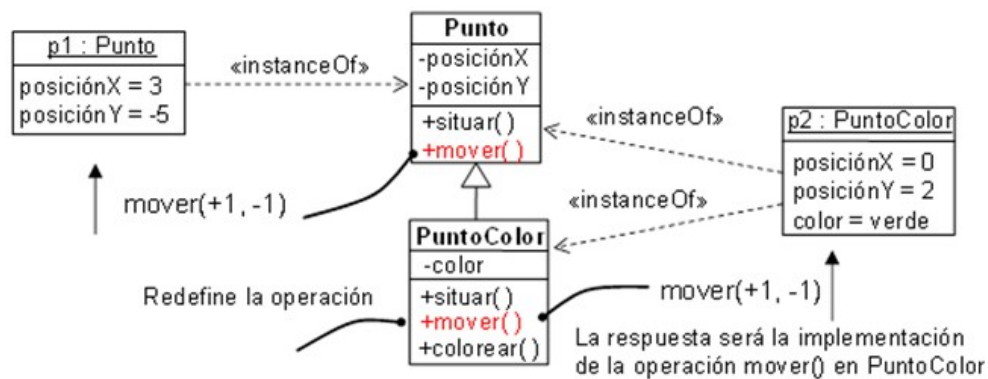 p1 : Punto
posiciónX = 3
posiciónY = -5
«instanceOf»
Punto
-posiciónX
-posiciónY
+situar()
+mover()
mover(+1, -1)
«instanceOf»
p2 : PuntoColor
posiciónX = 0
posiciónY = 2
color = verde
«instanceOf»
PuntoColor
-color
+situar()
+mover()
+colorear()
Redefine la operación
mover(+1, -1)
La respuesta será la implementación
de la operación mover() en PuntoColor